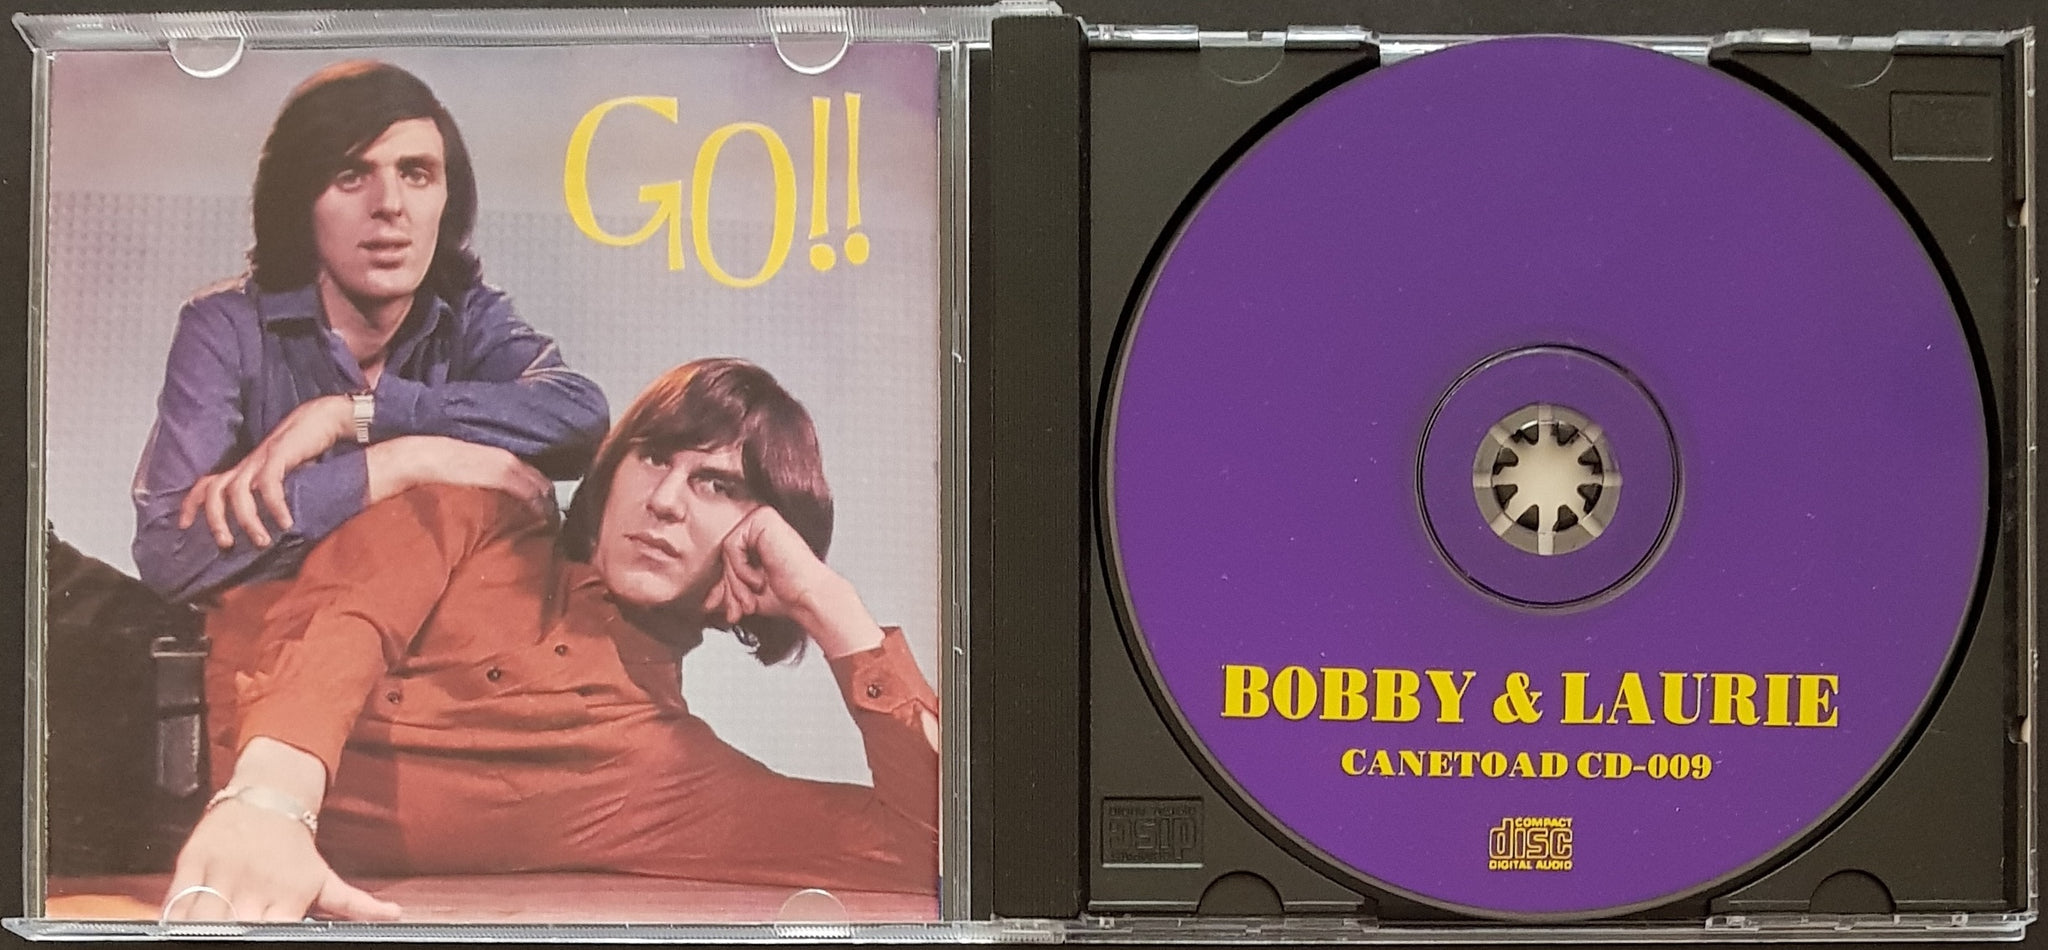 GO!!
BOBBY & LAURIE
CANETOAD CD-009
COMPACT
disc
DIGITAL AUDIO